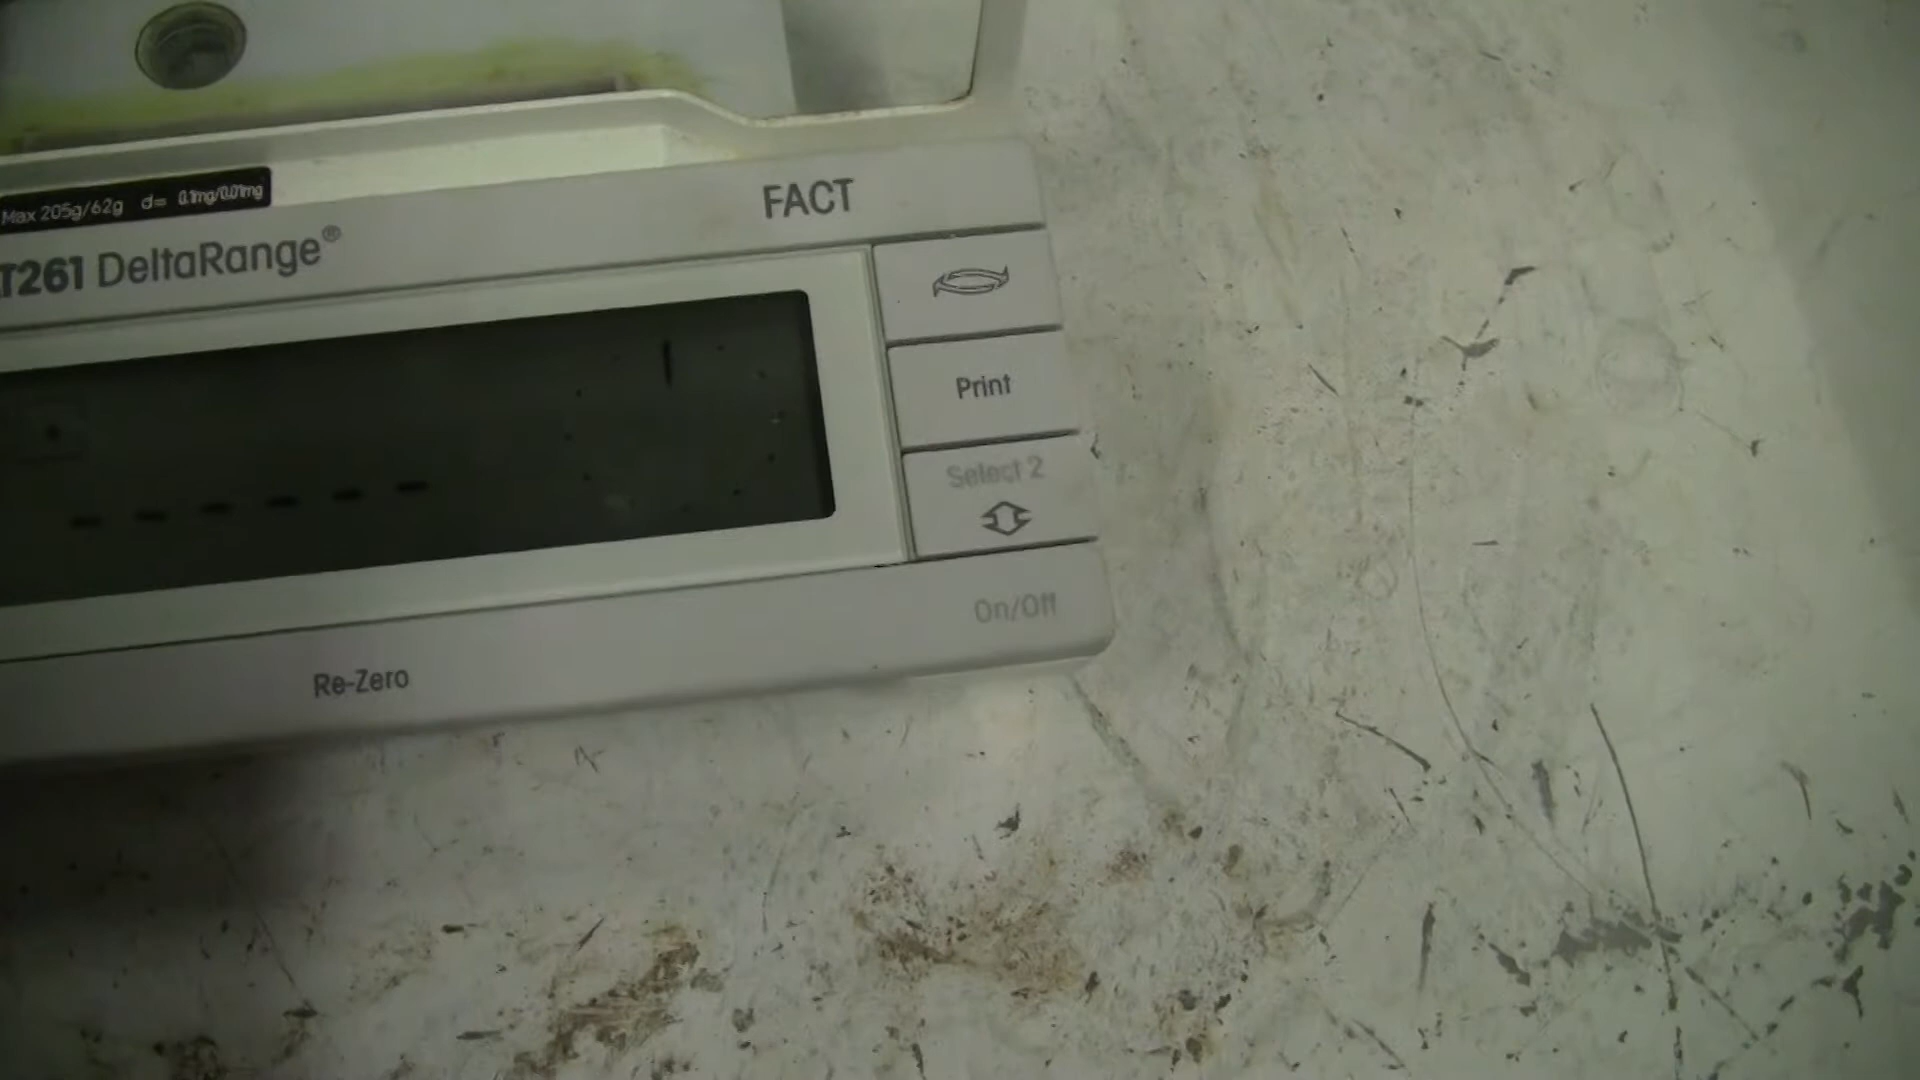 Max 205g/62g d= 0.1mg/0.01mg
T261 DeltaRange®
FACT
Print
Select 2
On/Off
Re-Zero
------